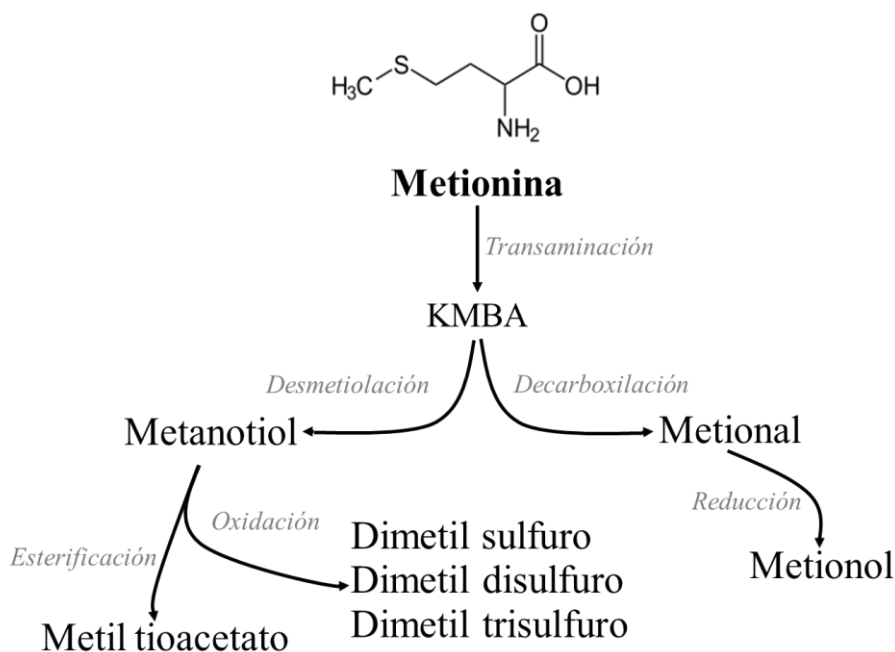 O
H₃C
S
OH
NH₂
Metionina
Transaminación
KMBA
Desmetiolación
Decarboxilación
Metanotiol
Metional
Reducción
Oxidación
Esterificación
Dimetil sulfuro
Dimetil disulfuro
Dimetil trisulfuro
Metionol
Metil tioacetato